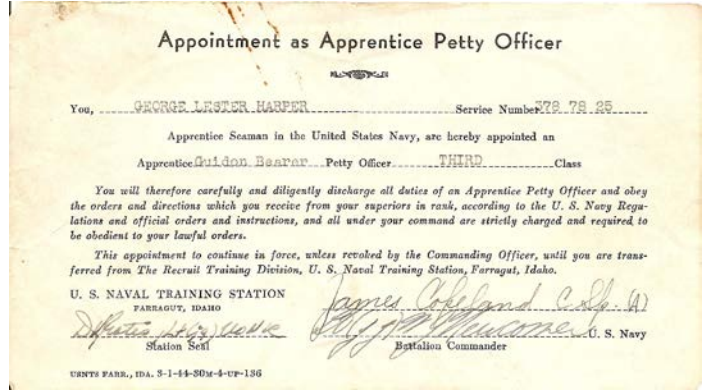 Appointment as Apprentice Petty Officer
You, GEORGE LESTER HARPER Service Number 378 78 25
Apprentice Seaman in the United States Navy, are hereby appointed an
Apprentice Guidon Bearer Petty Officer THIRD Class
You will therefore carefully and diligently discharge all duties of an Apprentice Petty Officer and obey
the orders and directions which you receive from your superiors in rank, according to the U. S. Navy Regu-
lations and official orders and instructions, and all under your command are strictly charged and required to
be obedient to your lawful orders.
This appointment to continue in force, unless revoked by the Commanding Officer, until you are trans-
ferred from The Recruit Training Division, U. S. Naval Training Station, Farragut, Idaho.
U. S. NAVAL TRAINING STATION
FARRAGUT, IDAHO
James Copeland (A)
U. S. Navy
Station Seal Battalion Commander
USNTS FARR., IDA. 3-1-44-30M-4-UP-136